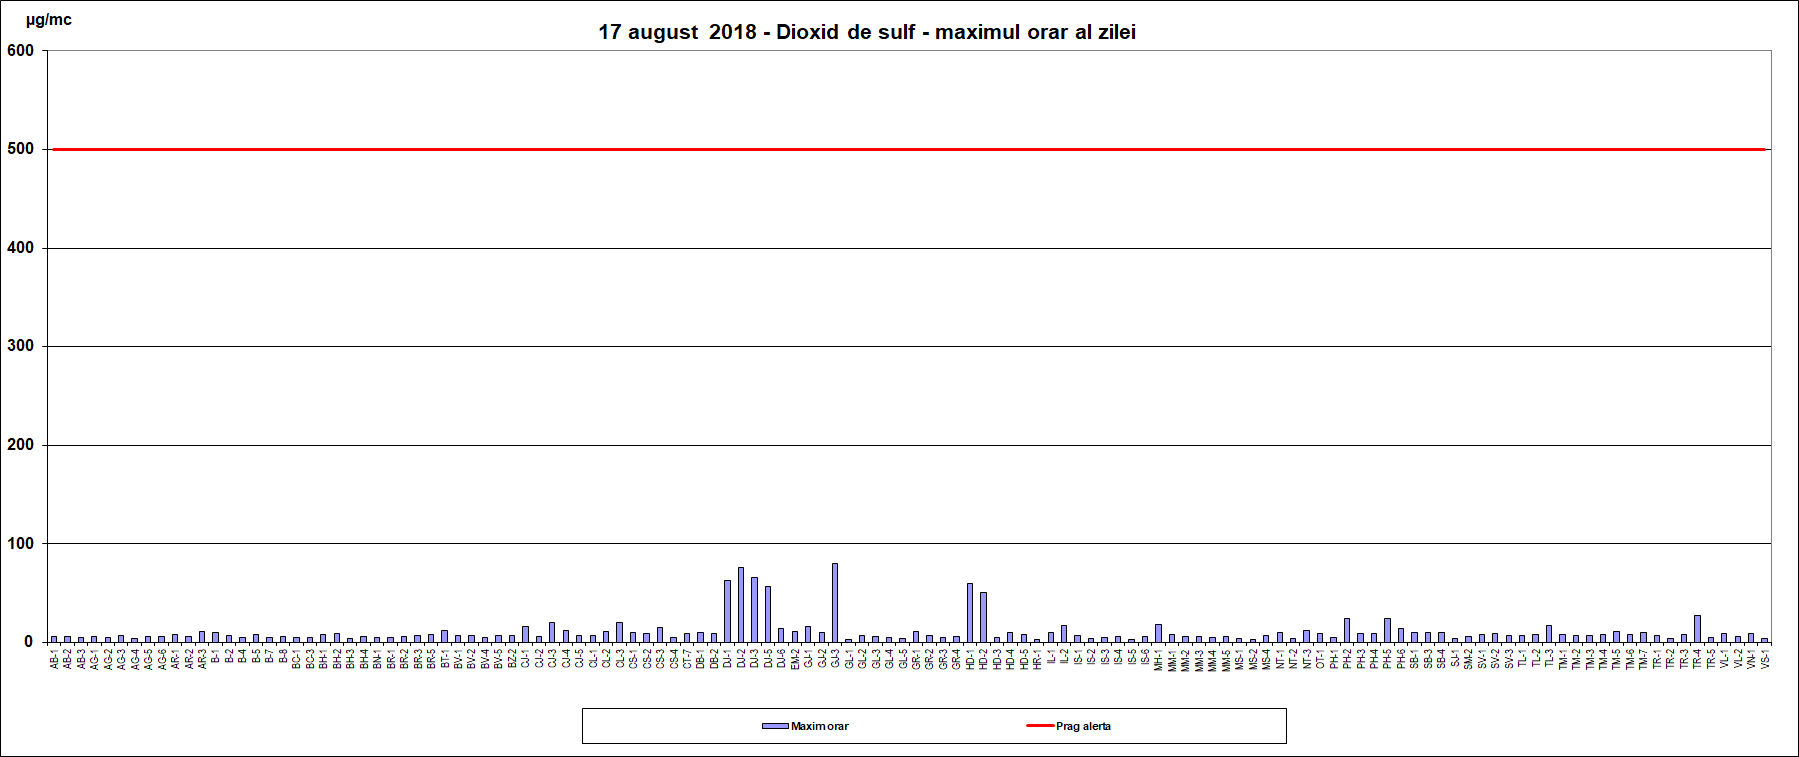 µg/mc
17 august 2018 - Dioxid de sulf - maximul orar al zilei
600
500
400
300
200
100
0
AB-1 AB-2 AB-3 AG-1 AG-2 AG-3 AG-4 AG-5 AG-6 AR-1 AR-2 AR-3 B-1 B-2 B-4 B-5 B-7 B-8 BC-1 BC-3 BH-1 BH-2 BH-3 BH-4 BN-1 BR-1 BR-2 BR-3 BR-5 BT-1 BV-1 BV-2 BV-4 BV-5 BZ-2 CJ-1 CJ-2 CJ-3 CJ-4 CJ-5 CL-1 CL-2 CL-3 CS-1 CS-2 CS-3 CS-4 CT-7 DB-1 DB-2 DJ-1 DJ-2 DJ-3 DJ-5 DJ-6 EM-2 GJ-1 GJ-2 GJ-3 GL-1 GL-2 GL-3 GL-4 GL-5 GR-1 GR-2 GR-3 GR-4 HD-1 HD-2 HD-3 HD-4 HD-5 HR-1 IL-1 IL-2 IS-1 IS-2 IS-3 IS-4 IS-5 IS-6 MH-1 MM-1 MM-2 MM-3 MM-4 MM-5 MS-1 MS-2 MS-4 NT-1 NT-2 NT-3 OT-1 PH-1 PH-2 PH-3 PH-4 PH-5 PH-6 SB-1 SB-3 SB-4 SJ-1 SM-2 SV-1 SV-2 SV-3 TL-1 TL-2 TL-3 TM-1 TM-2 TM-3 TM-4 TM-5 TM-6 TM-7 TR-1 TR-2 TR-3 TR-4 TR-5 VL-1 VL-2 VN-1 VS-1
Maxim orar
Prag alerta